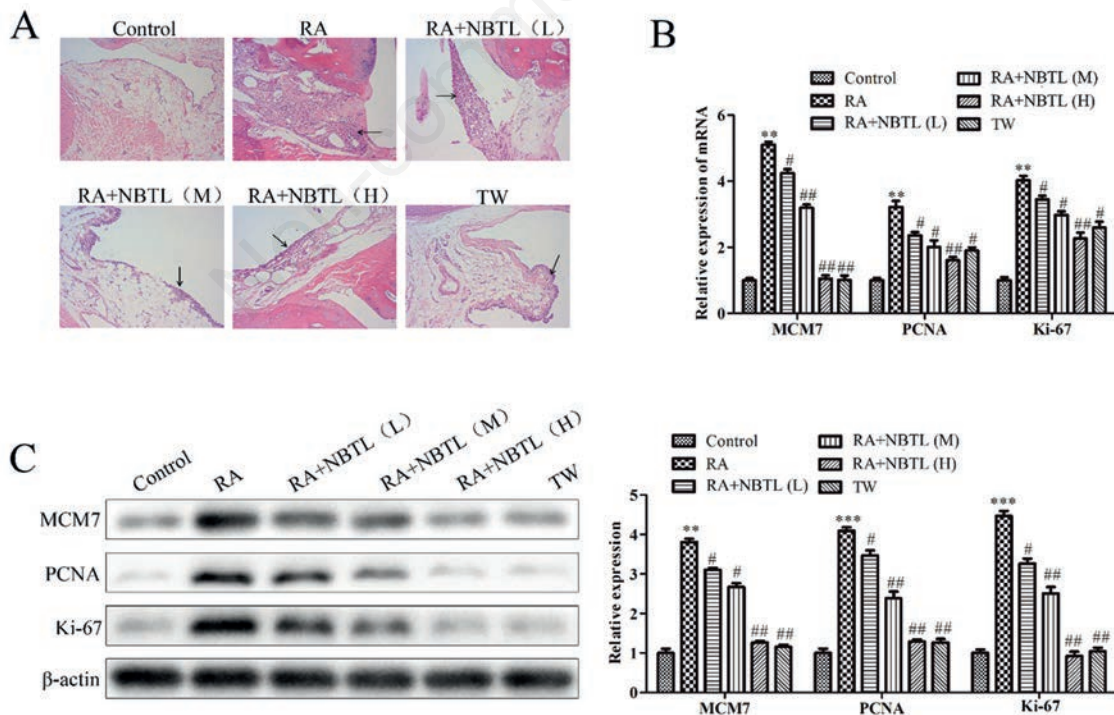 A
Control
RA
RA+NBTL（L）
RA+NBTL（M）
RA+NBTL（H）
TW
B
Control
RA
RA+NBTL (L)
RA+NBTL (M)
RA+NBTL (H)
TW
Relative expression of mRNA
6
4
2
0
** # ## ## ##
** # # ## #
** # # ## #
MCM7 PCNA Ki-67
C
Control RA RA+NBTL（L） RA+NBTL（M） RA+NBTL（H） TW
MCM7
PCNA
Ki-67
β-actin
Control
RA
RA+NBTL (L)
RA+NBTL (M)
RA+NBTL (H)
TW
Relative expression
5
4
3
2
1
0
** # # ## ##
*** # ## ## ##
*** # ## ## ##
MCM7 PCNA Ki-67